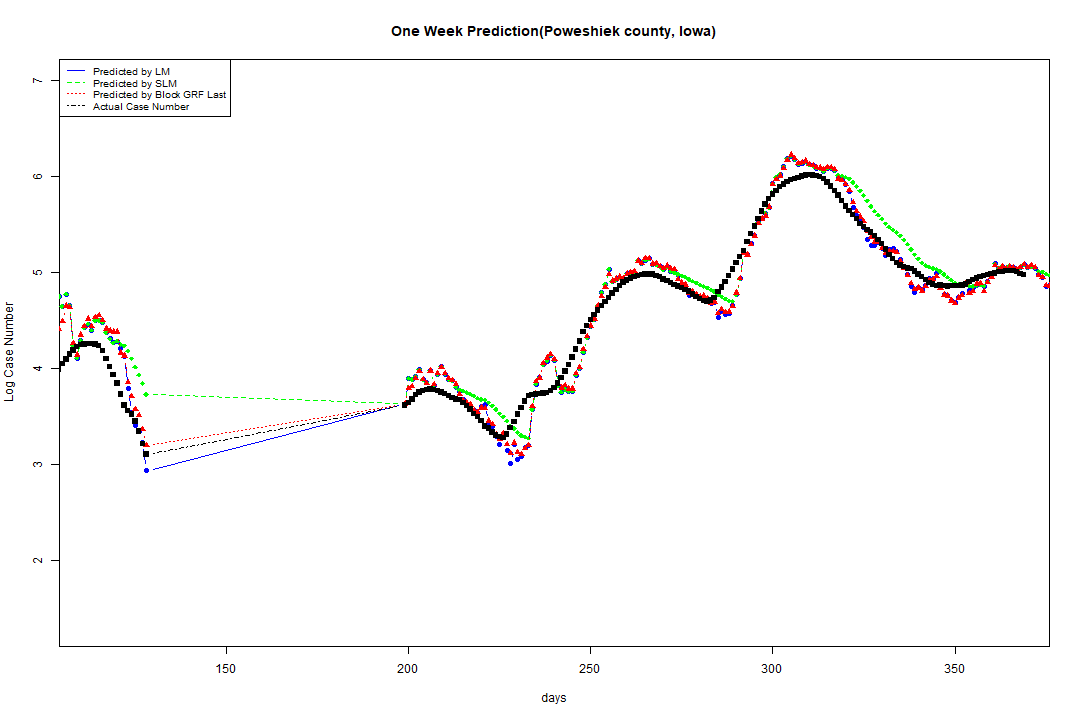 One Week Prediction(Poweshiek county, Iowa)
Predicted by LM
Predicted by SLM
Predicted by Block GRF Last
Actual Case Number
7
6
5
4
3
2
Log Case Number
150 200 250 300 350
days